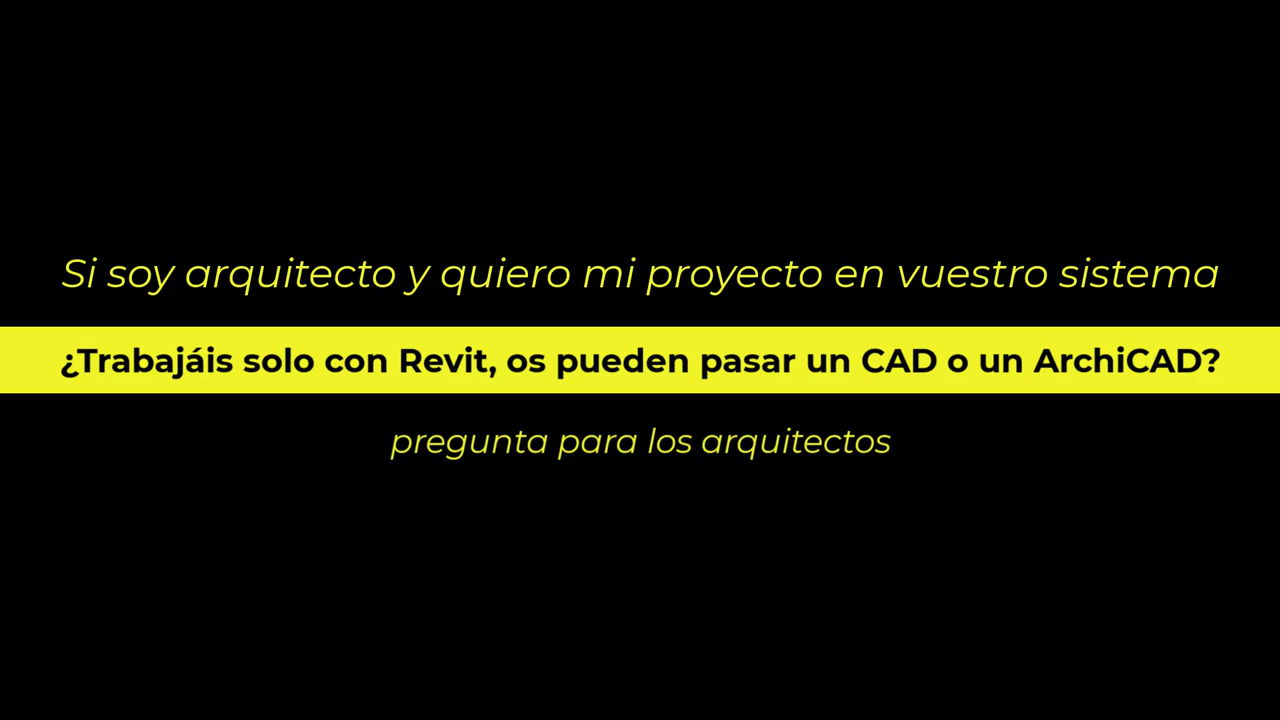 Si soy arquitecto y quiero mi proyecto en vuestro sistema
¿Trabajáis solo con Revit, os pueden pasar un CAD o un ArchiCAD?
pregunta para los arquitectos